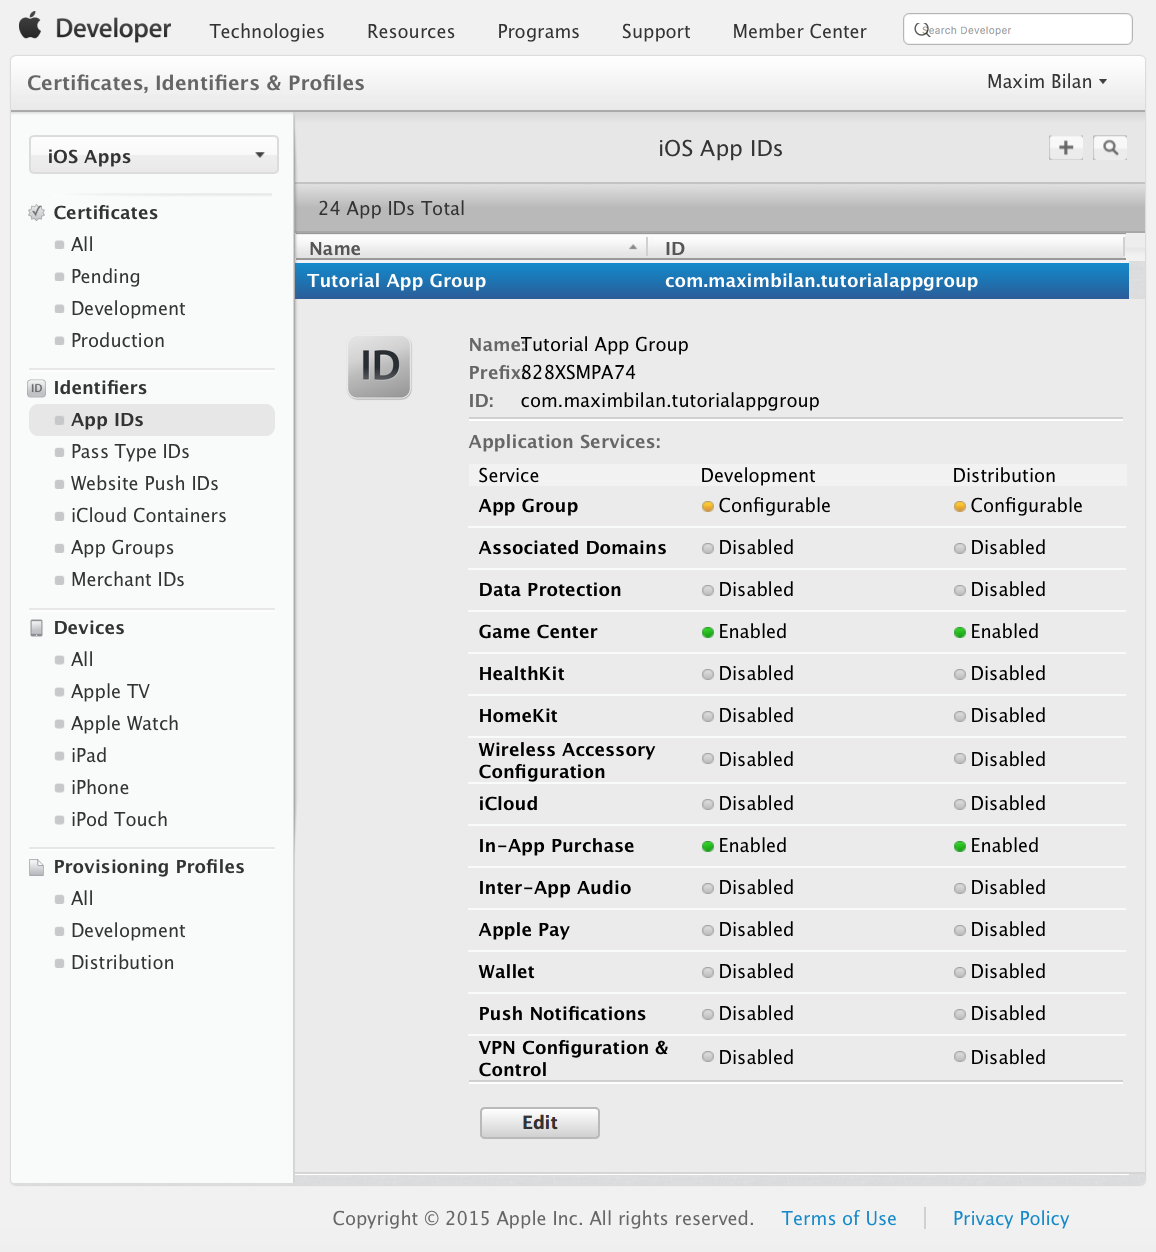 Developer Technologies Resources Programs Support Member Center Search Developer
Certificates, Identifiers & Profiles Maxim Bilan
iOS Apps
Certificates
All
Pending
Development
Production
ID Identifiers
App IDs
Pass Type IDs
Website Push IDs
iCloud Containers
App Groups
Merchant IDs
Devices
All
Apple TV
Apple Watch
iPad
iPhone
iPod Touch
Provisioning Profiles
All
Development
Distribution
iOS App IDs
24 App IDs Total
Name ID
Tutorial App Group com.maximbilan.tutorialappgroup
ID
Name: Tutorial App Group
Prefix 828XSMPA74
ID: com.maximbilan.tutorialappgroup
Application Services:
Service Development Distribution
App Group Configurable Configurable
Associated Domains Disabled Disabled
Data Protection Disabled Disabled
Game Center Enabled Enabled
HealthKit Disabled Disabled
HomeKit Disabled Disabled
Wireless Accessory
Configuration Disabled Disabled
iCloud Disabled Disabled
In-App Purchase Enabled Enabled
Inter-App Audio Disabled Disabled
Apple Pay Disabled Disabled
Wallet Disabled Disabled
Push Notifications Disabled Disabled
VPN Configuration &
Control Disabled Disabled
Edit
Copyright © 2015 Apple Inc. All rights reserved. Terms of Use Privacy Policy